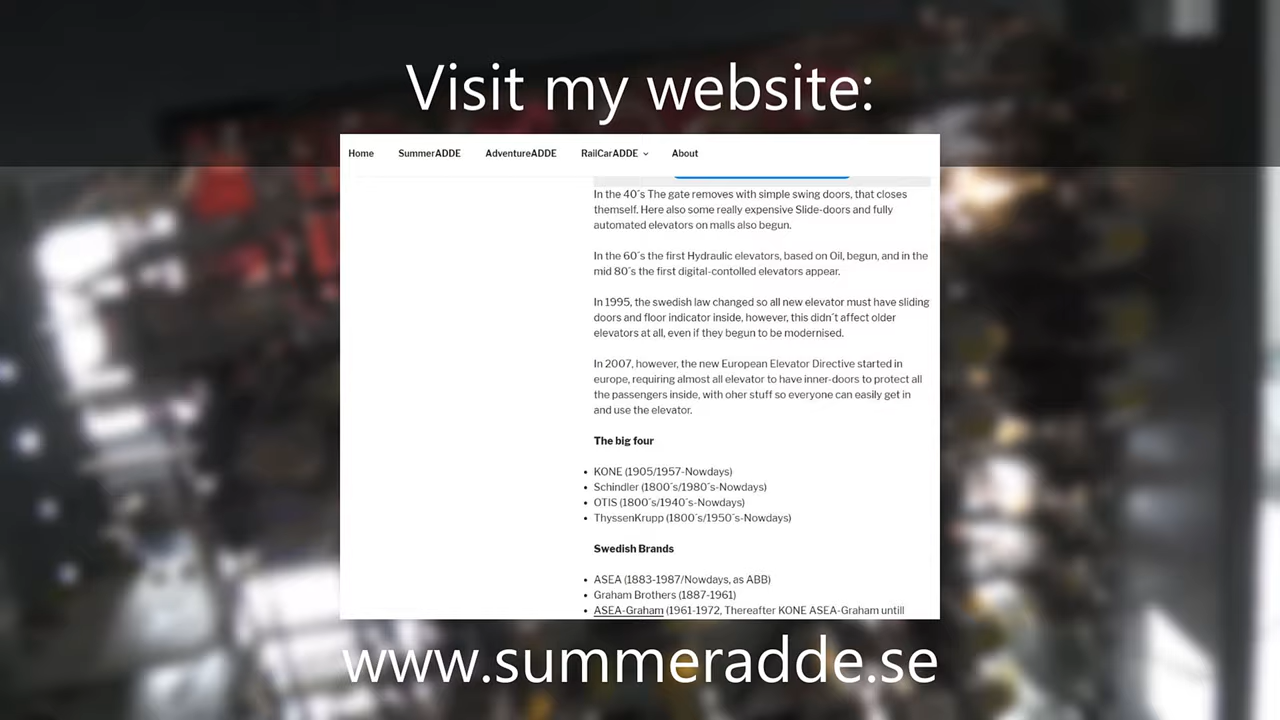 Visit my website:
Home SummerADDE AdventureADDE RailCarADDE About
In the 40´s The gate removes with simple swing doors, that closes
themself. Here also some really expensive Slide-doors and fully
automated elevators on malls also begun.
In the 60´s the first Hydraulic elevators, based on Oil, begun, and in the
mid 80´s the first digital-contolled elevators appear.
In 1995, the swedish law changed so all new elevator must have sliding
doors and floor indicator inside, however, this didn´t affect older
elevators at all, even if they begun to be modernised.
In 2007, however, the new European Elevator Directive started in
europe, requiring almost all elevator to have inner-doors to protect all
the passengers inside, with oher stuff so everyone can easily get in
and use the elevator.
The big four
• KONE (1905/1957-Nowdays)
• Schindler (1800´s/1980´s-Nowdays)
• OTIS (1800´s/1940´s-Nowdays)
• ThyssenKrupp (1800´s/1950´s-Nowdays)
Swedish Brands
• ASEA (1883-1987/Nowdays, as ABB)
• Graham Brothers (1887-1961)
• ASEA-Graham (1961-1972, Thereafter KONE ASEA-Graham untill
www.summeradde.se